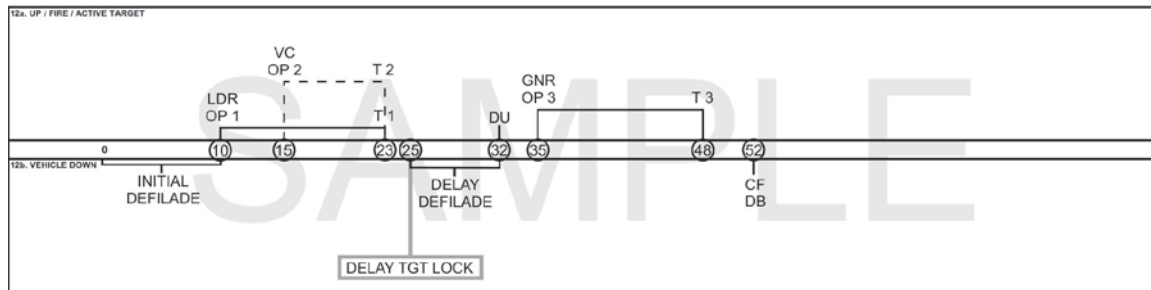 12a. UP / FIRE / ACTIVE TARGET
VC
OP 2
T 2
LDR
OP 1
T 1
DU
GNR
OP 3
T 3
0
10
15
23
25
32
35
48
52
12b. VEHICLE DOWN
INITIAL
DEFILADE
DELAY
DEFILADE
CF
DB
DELAY TGT LOCK
SAMPLE